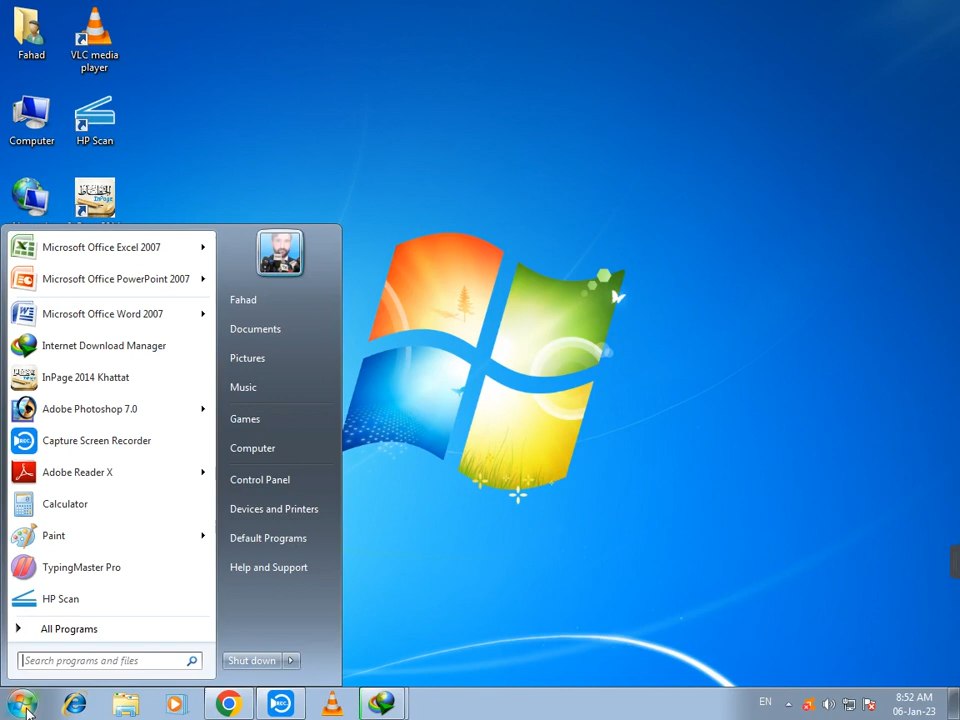 Fahad
VLC media
player
Computer
HP Scan
InPage
Microsoft Office Excel 2007
Microsoft Office PowerPoint 2007
Microsoft Office Word 2007
Internet Download Manager
InPage 2014 Khattat
Adobe Photoshop 7.0
Capture Screen Recorder
Adobe Reader X
Calculator
Paint
TypingMaster Pro
HP Scan
All Programs
Search programs and files
Fahad
Documents
Pictures
Music
Games
Computer
Control Panel
Devices and Printers
Default Programs
Help and Support
Shut down
REC
EN
8:52 AM
06-Jan-23